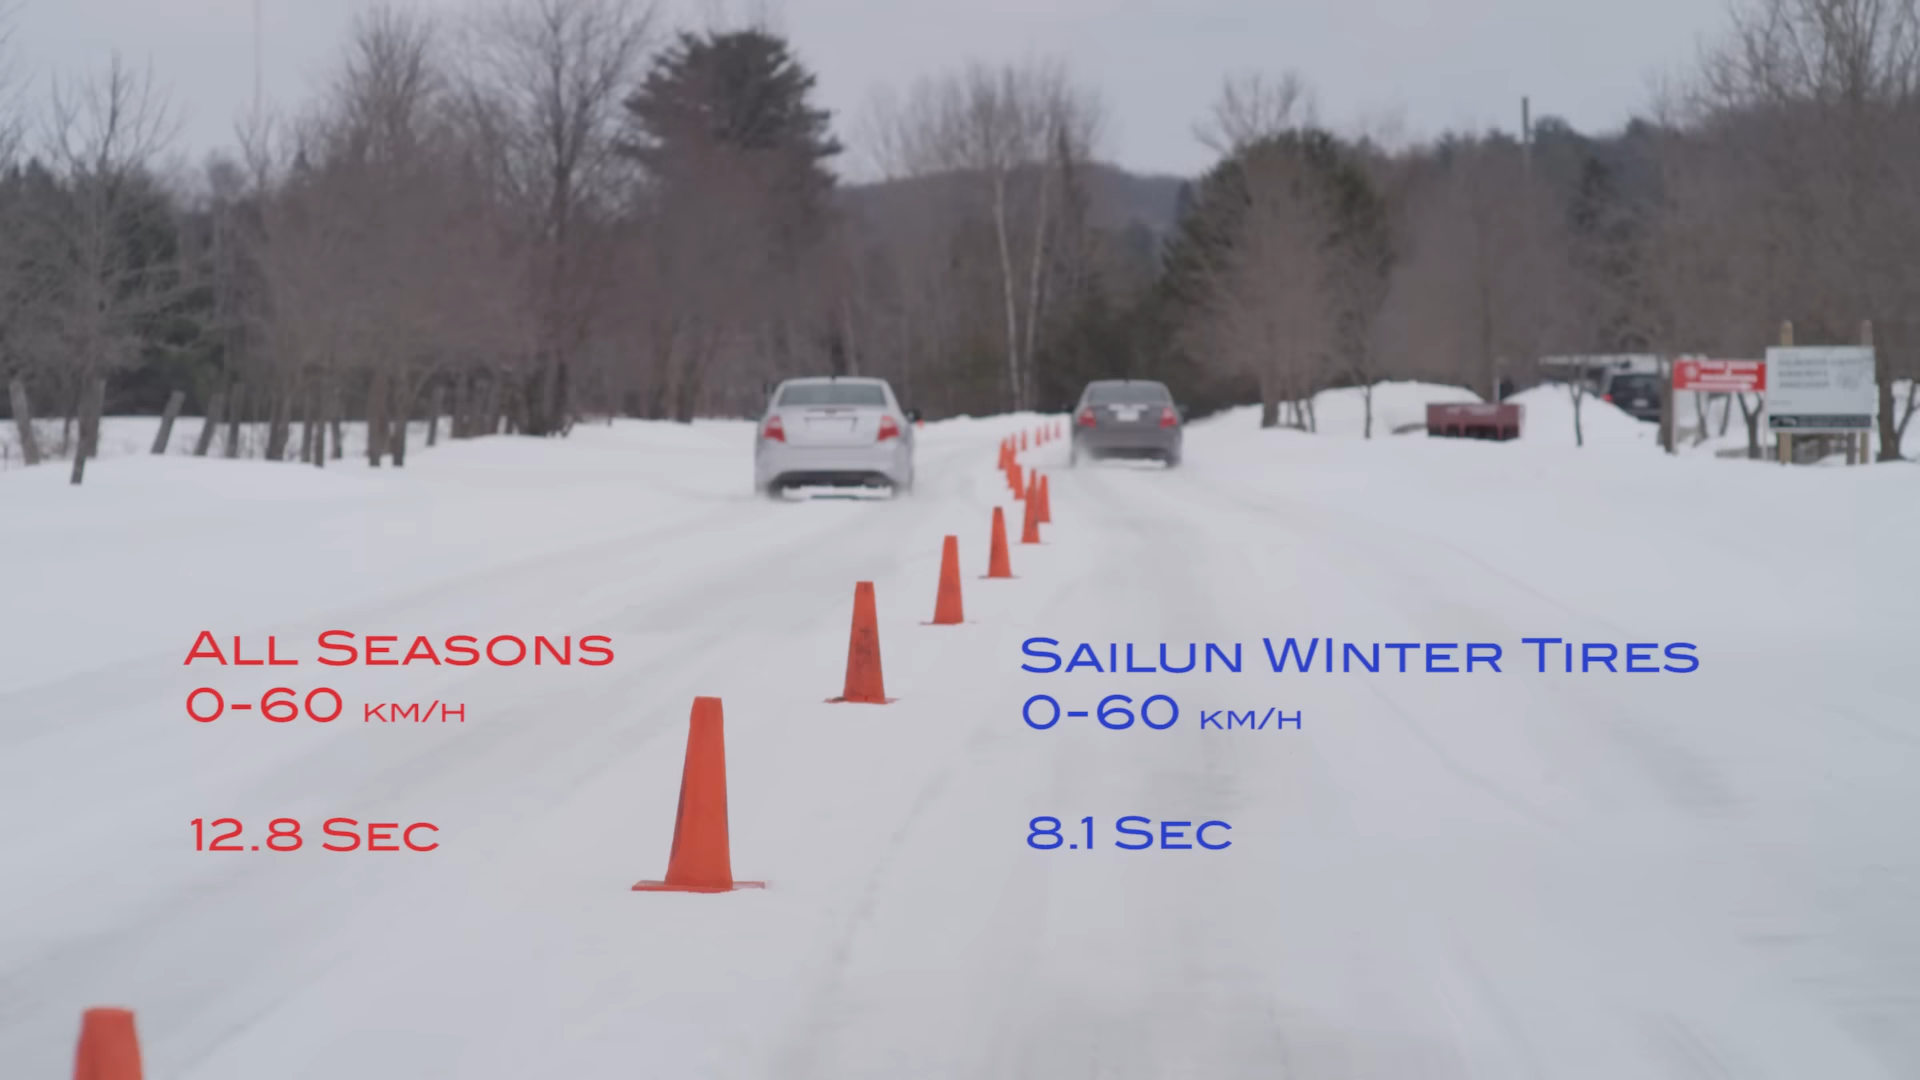 All Seasons
0-60 km/h
12.8 Sec
Sailun WInter Tires
0-60 km/h
8.1 Sec